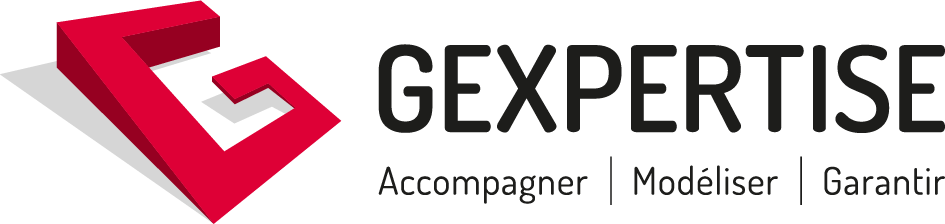 GEXPERTISE
Accompagner | Modéliser | Garantir